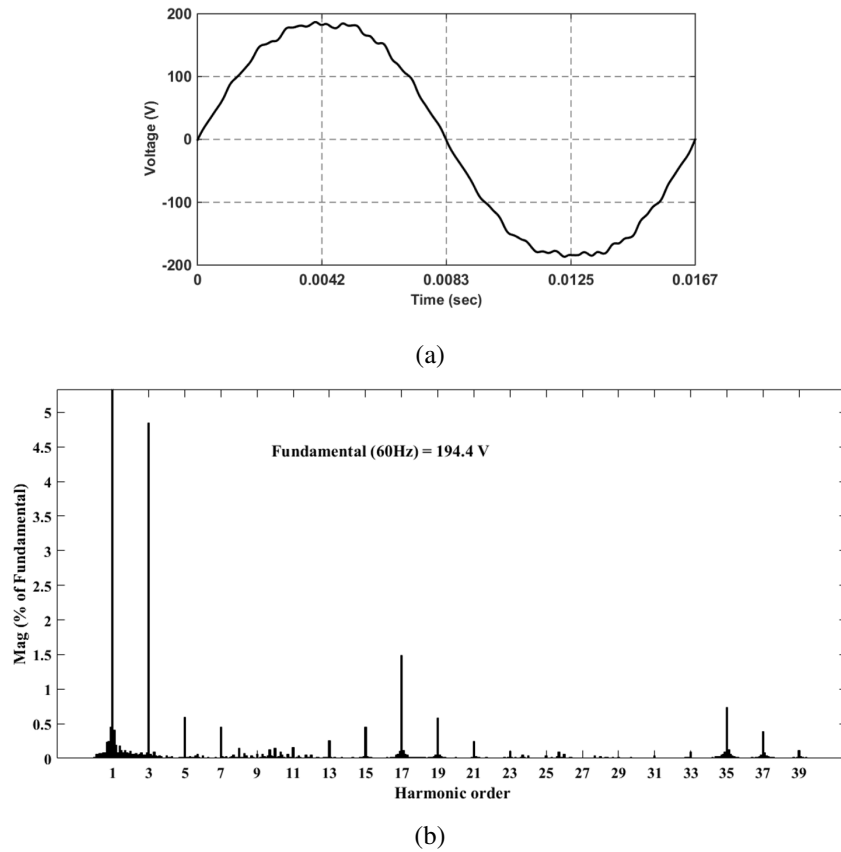 200
100
0
-100
-200
Voltage (V)
0 0.0042 0.0083 0.0125 0.0167
Time (sec)
(a)
5
4.5
4
3.5
3
2.5
2
1.5
1
0.5
0
Mag (% of Fundamental)
Fundamental (60Hz) = 194.4 V
1 3 5 7 9 11 13 15 17 19 21 23 25 27 29 31 33 35 37 39
Harmonic order
(b)